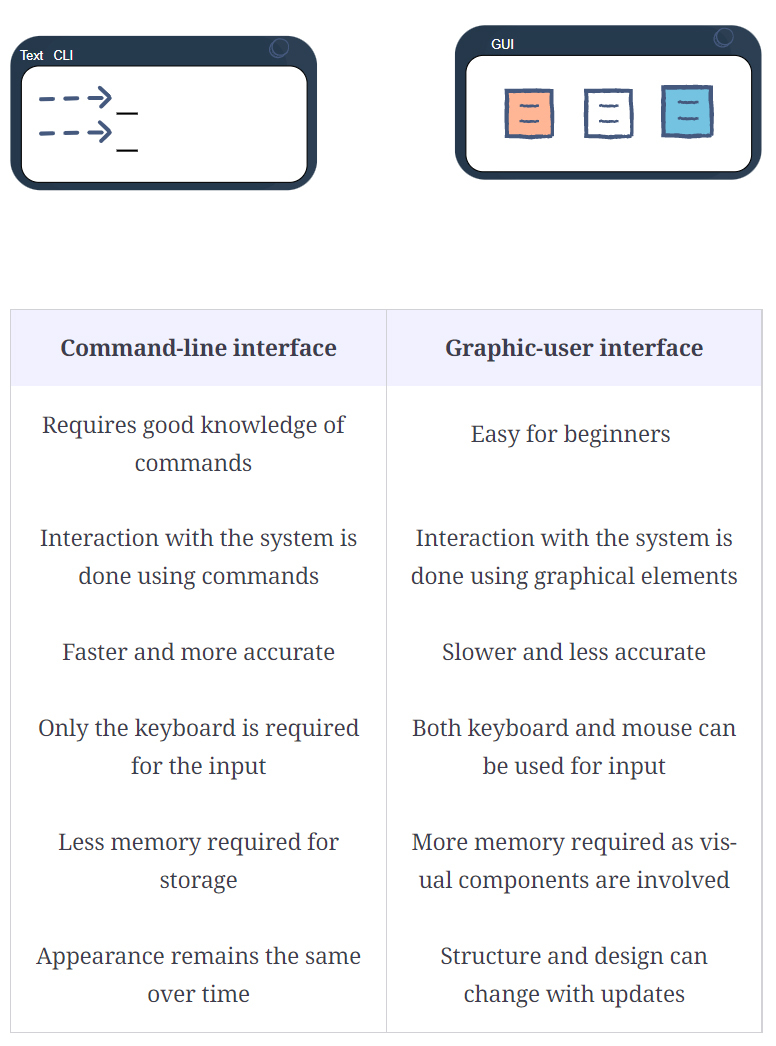 Text CLI
GUI
Command-line interface
Graphic-user interface
Requires good knowledge of
commands
Easy for beginners
Interaction with the system is
done using commands
Interaction with the system is
done using graphical elements
Faster and more accurate
Slower and less accurate
Only the keyboard is required
for the input
Both keyboard and mouse can
be used for input
Less memory required for
storage
More memory required as vis-
ual components are involved
Appearance remains the same
over time
Structure and design can
change with updates